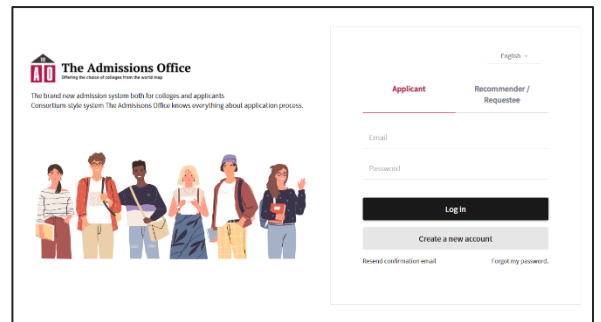 AO
The Admissions Office
Offering the choice of colleges from the world map
The brand new admission system both for colleges and applicants
Consortium-style system The Admissions Office knows everything about application process.
English
Applicant
Recommender /
Requestee
Email
Password
Log in
Create a new account
Resend confirmation email
Forgot my password.